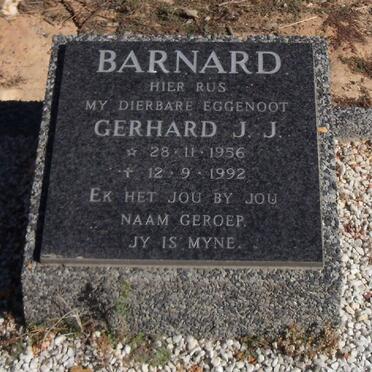 BARNARD
HIER RUS
MY DIERBARE EGGENOOT
GERHARD J. J.
☆ 28·11·1956
✝ 12·9·1992
EK HET JOU BY JOU
NAAM GEROEP.
JY IS MYNE.